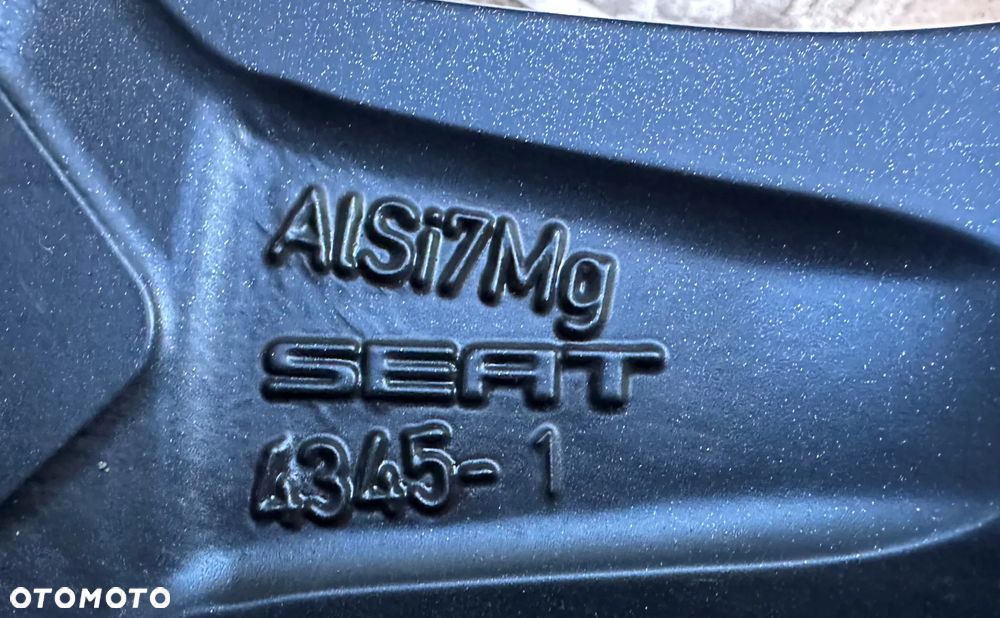 AlSi7Mg
SEAT
4345-1
OTOMOTO